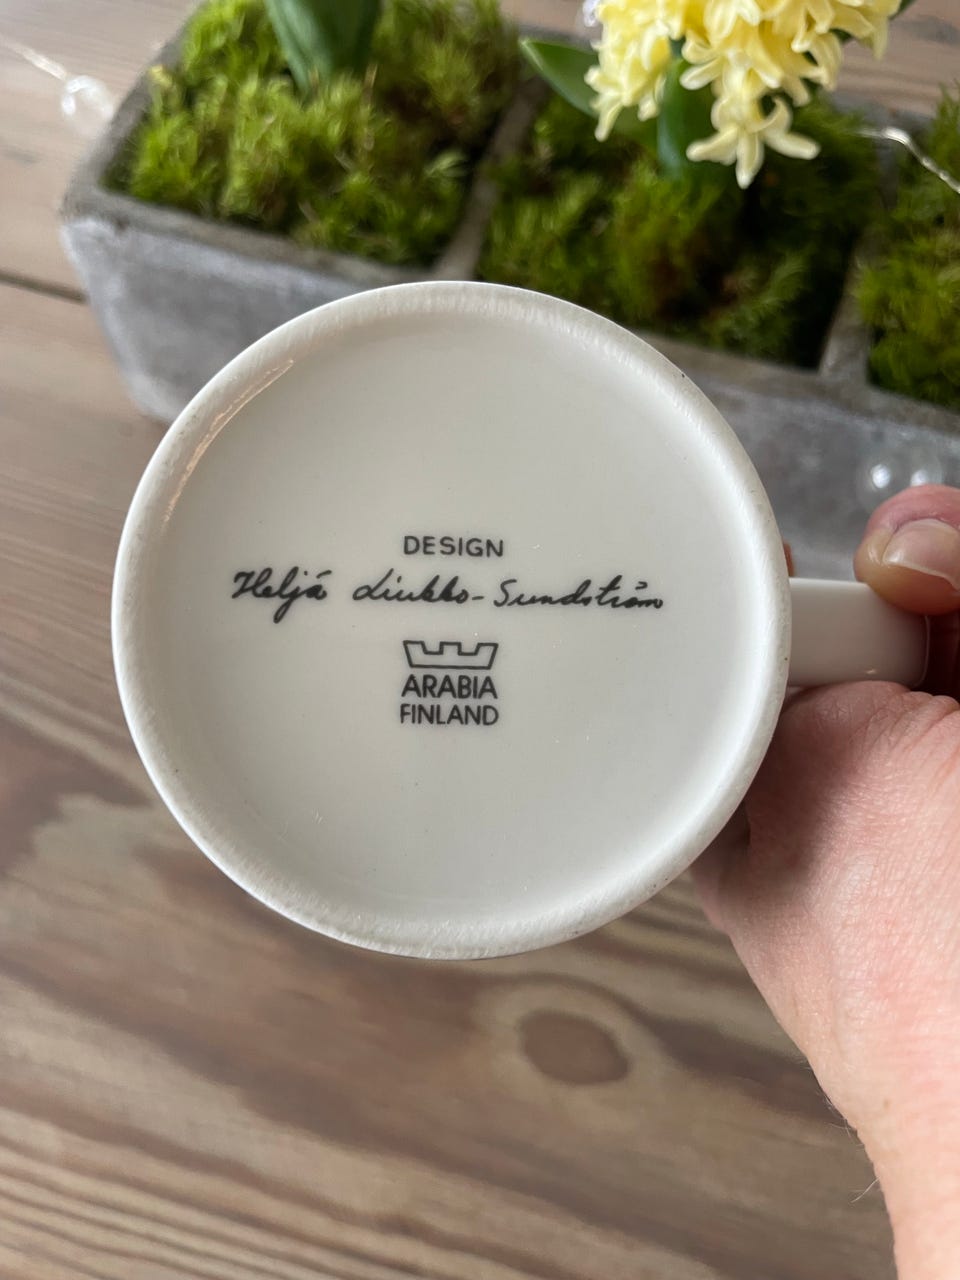 DESIGN
Heljä Liukko-Sundström
ARABIA
FINLAND